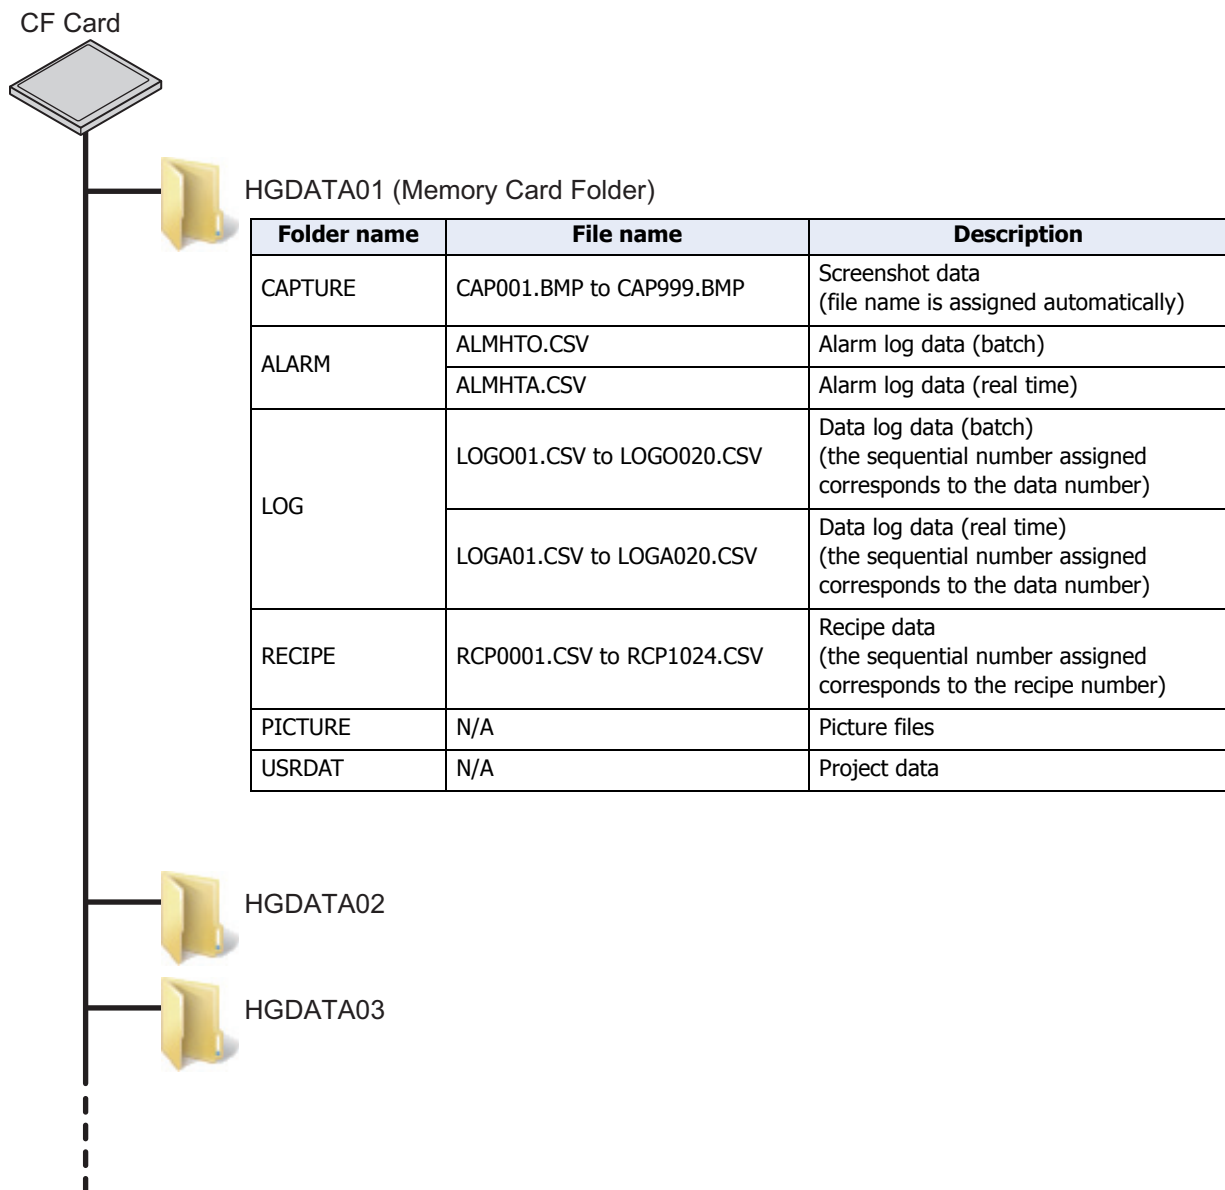 CF Card
HGDATA01 (Memory Card Folder)
Folder name File name Description
CAPTURE CAP001.BMP to CAP999.BMP Screenshot data
(file name is assigned automatically)
ALARM ALMHTO.CSV Alarm log data (batch)
ALMHTA.CSV Alarm log data (real time)
LOG LOGO01.CSV to LOGO020.CSV Data log data (batch)
(the sequential number assigned
corresponds to the data number)
LOGA01.CSV to LOGA020.CSV Data log data (real time)
(the sequential number assigned
corresponds to the data number)
RECIPE RCP0001.CSV to RCP1024.CSV Recipe data
(the sequential number assigned
corresponds to the recipe number)
PICTURE N/A Picture files
USRDAT N/A Project data
HGDATA02
HGDATA03